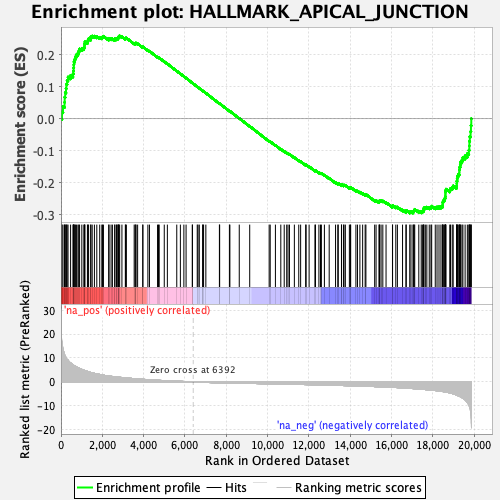 Enrichment plot: HALLMARK_APICAL_JUNCTION
Enrichment score (ES)
0.2
0.1
0.0
-0.1
-0.2
-0.3
'na_pos' (positively correlated)
Ranked list metric (PreRanked)
30
20
10
0
-10
-20
Zero cross at 6392
'na_neg' (negatively correlated)
0
2,000
4,000
6,000
8,000
10,000
12,000
14,000
16,000
18,000
20,000
Rank in Ordered Dataset
Enrichment profile
Hits
Ranking metric scores